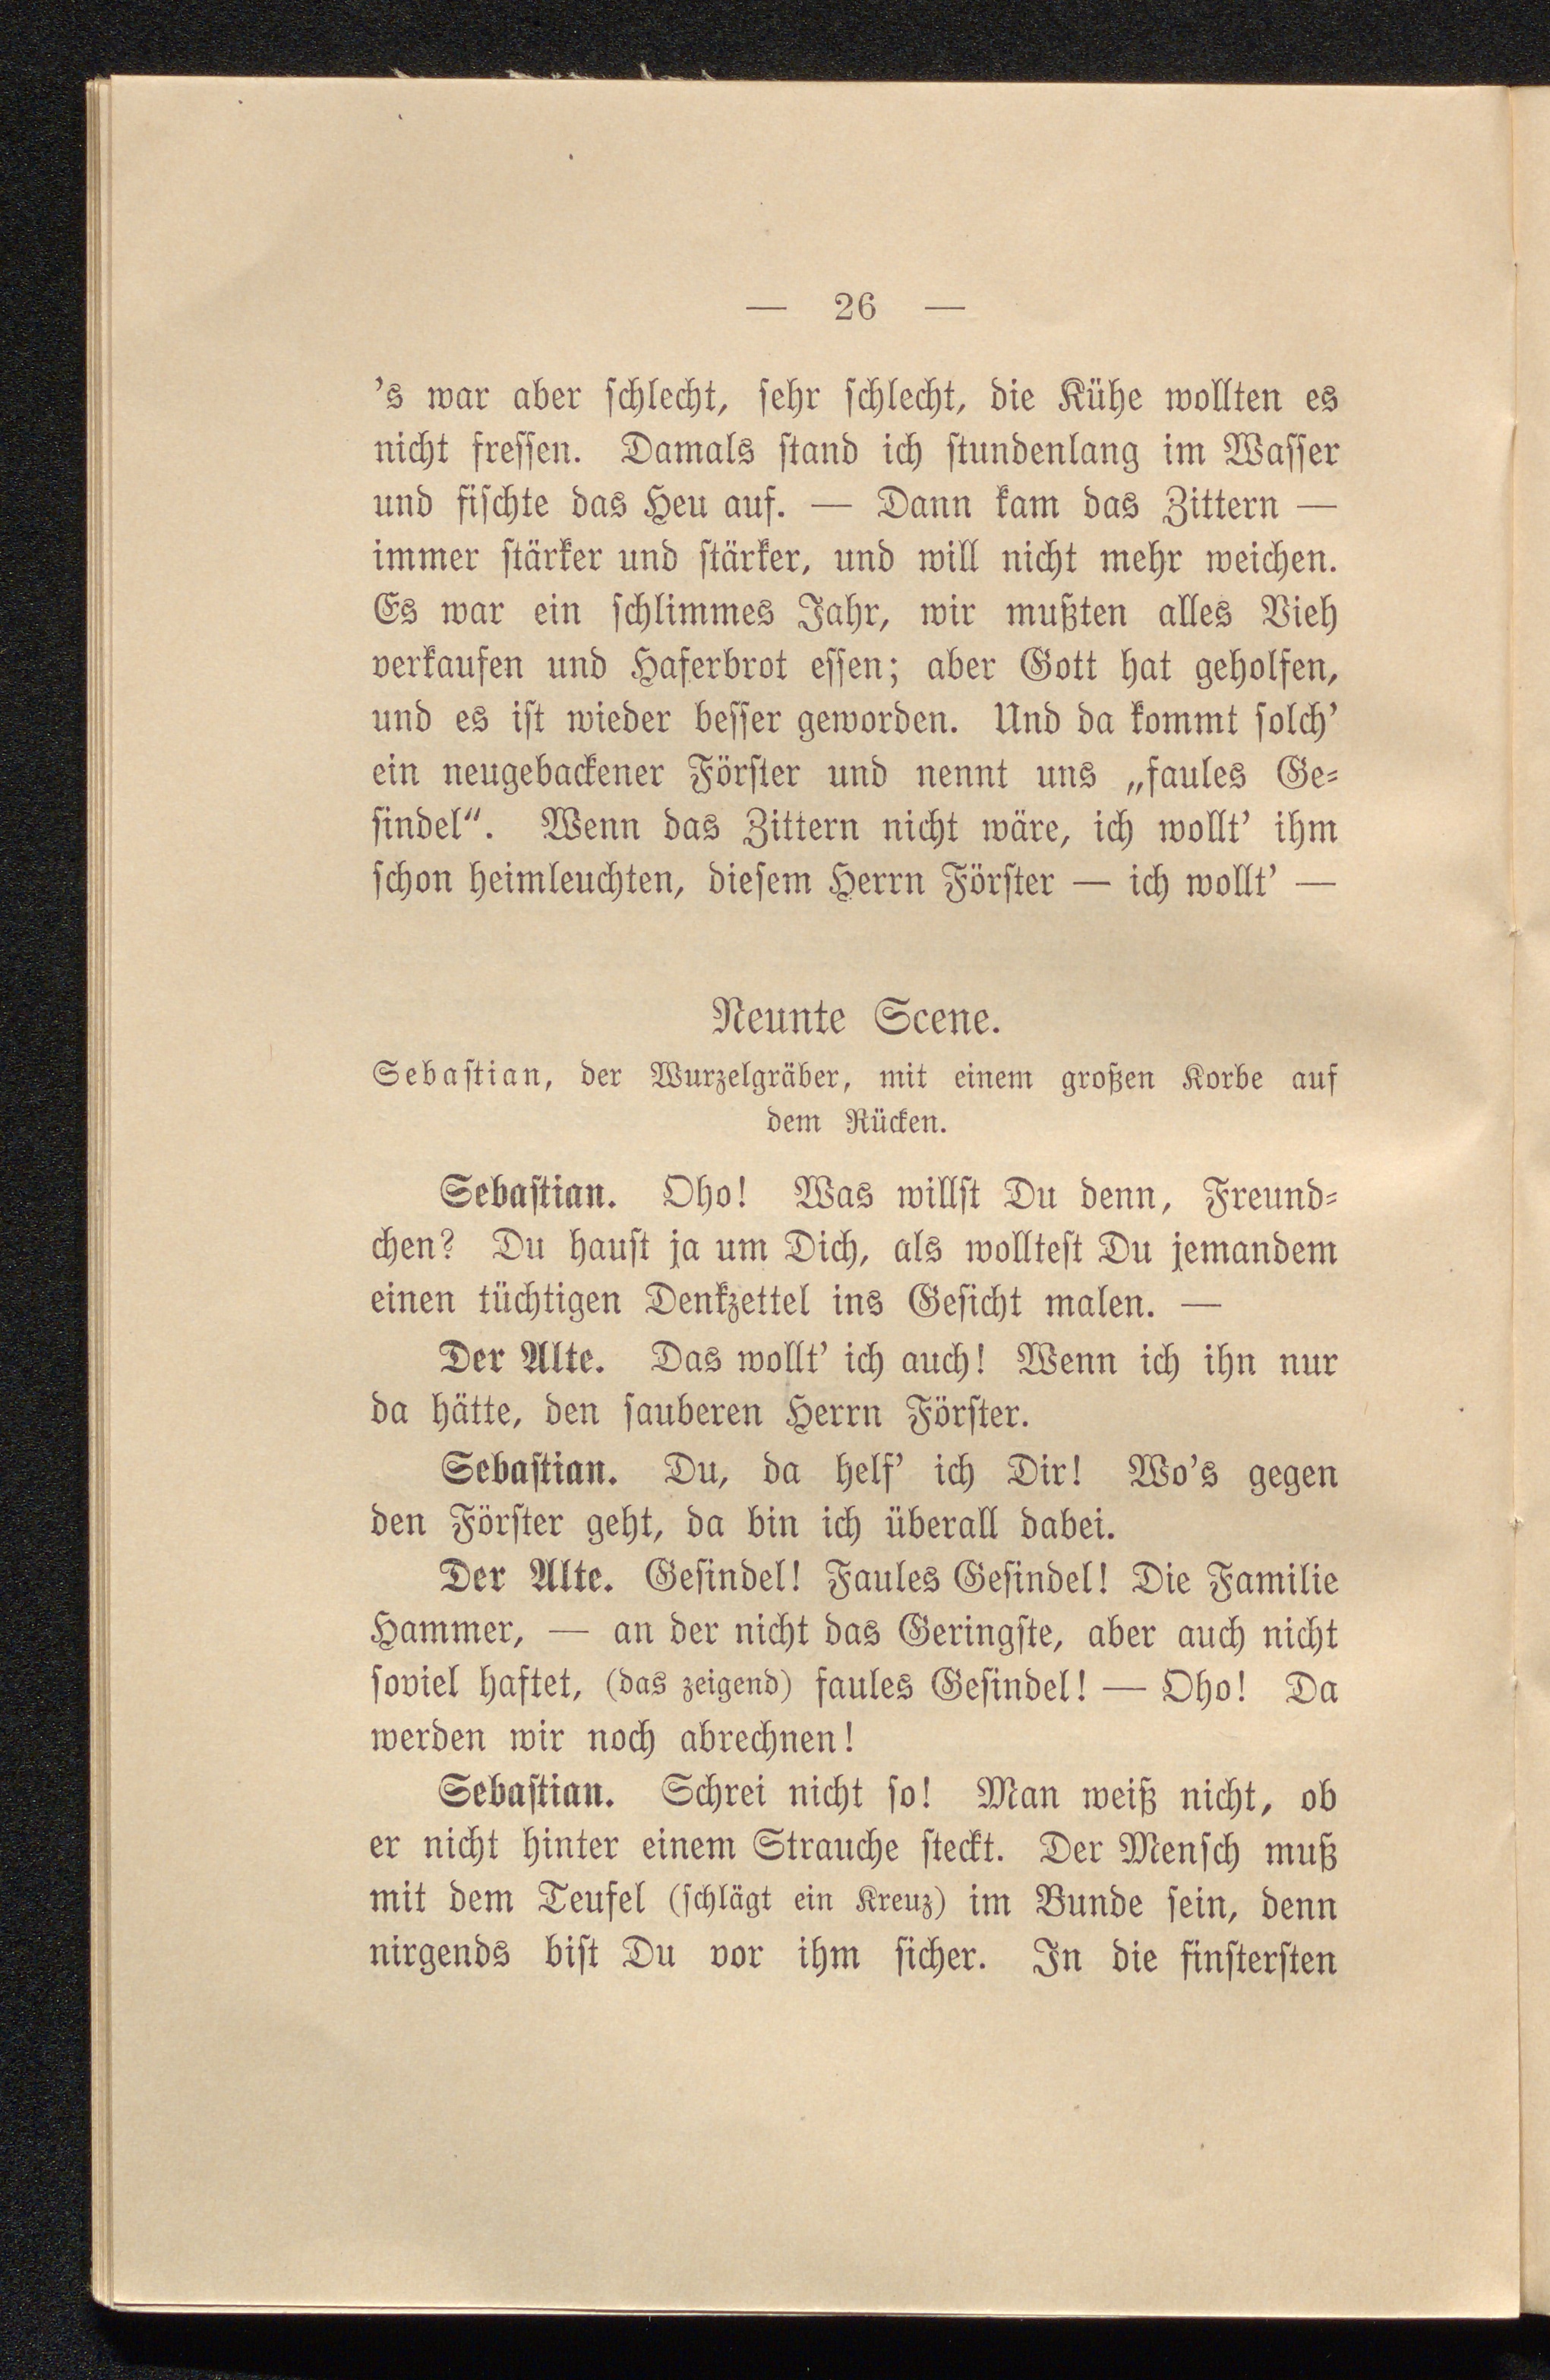 — 26 —
’s war aber ſchlecht, ſehr ſchlecht, die Kühe wollten es
nicht freſſen. Damals ſtand ich ſtundenlang im Waſſer
und fiſchte das Heu auf. — Dann kam das Zittern —
immer ſtärker und ſtärker, und will nicht mehr weichen.
Es war ein ſchlimmes Jahr, wir mußten alles Vieh
verkaufen und Haferbrot eſſen; aber Gott hat geholfen,
und es iſt wieder beſſer geworden. Und da kommt ſolch’
ein neugebackener Förſter und nennt uns „faules Ge⸗
ſindel“. Wenn das Zittern nicht wäre, ich wollt’ ihm
ſchon heimleuchten, dieſem Herrn Förſter — ich wollt’ —
Neunte Scene.
Sebaſtian, der Wurzelgräber, mit einem großen Korbe auf
dem Rücken.
Sebaſtian. Oho! Was willſt Du denn, Freund⸗
chen? Du hauſt ja um Dich, als wollteſt Du jemandem
einen tüchtigen Denkzettel ins Geſicht malen. —
Der Alte. Das wollt’ ich auch! Wenn ich ihn nur
da hätte, den ſauberen Herrn Förſter.
Sebaſtian. Du, da helf’ ich Dir! Wo’s gegen
den Förſter geht, da bin ich überall dabei.
Der Alte. Geſindel! Faules Geſindel! Die Familie
Hammer, — an der nicht das Geringſte, aber auch nicht
ſoviel haftet, (das zeigend) faules Geſindel! — Oho! Da
werden wir noch abrechnen!
Sebaſtian. Schrei nicht ſo! Man weiß nicht, ob
er nicht hinter einem Strauche ſteckt. Der Menſch muß
mit dem Teufel (ſchlägt ein Kreuz) im Bunde ſein, denn
nirgends biſt Du vor ihm ſicher. In die finſterſten